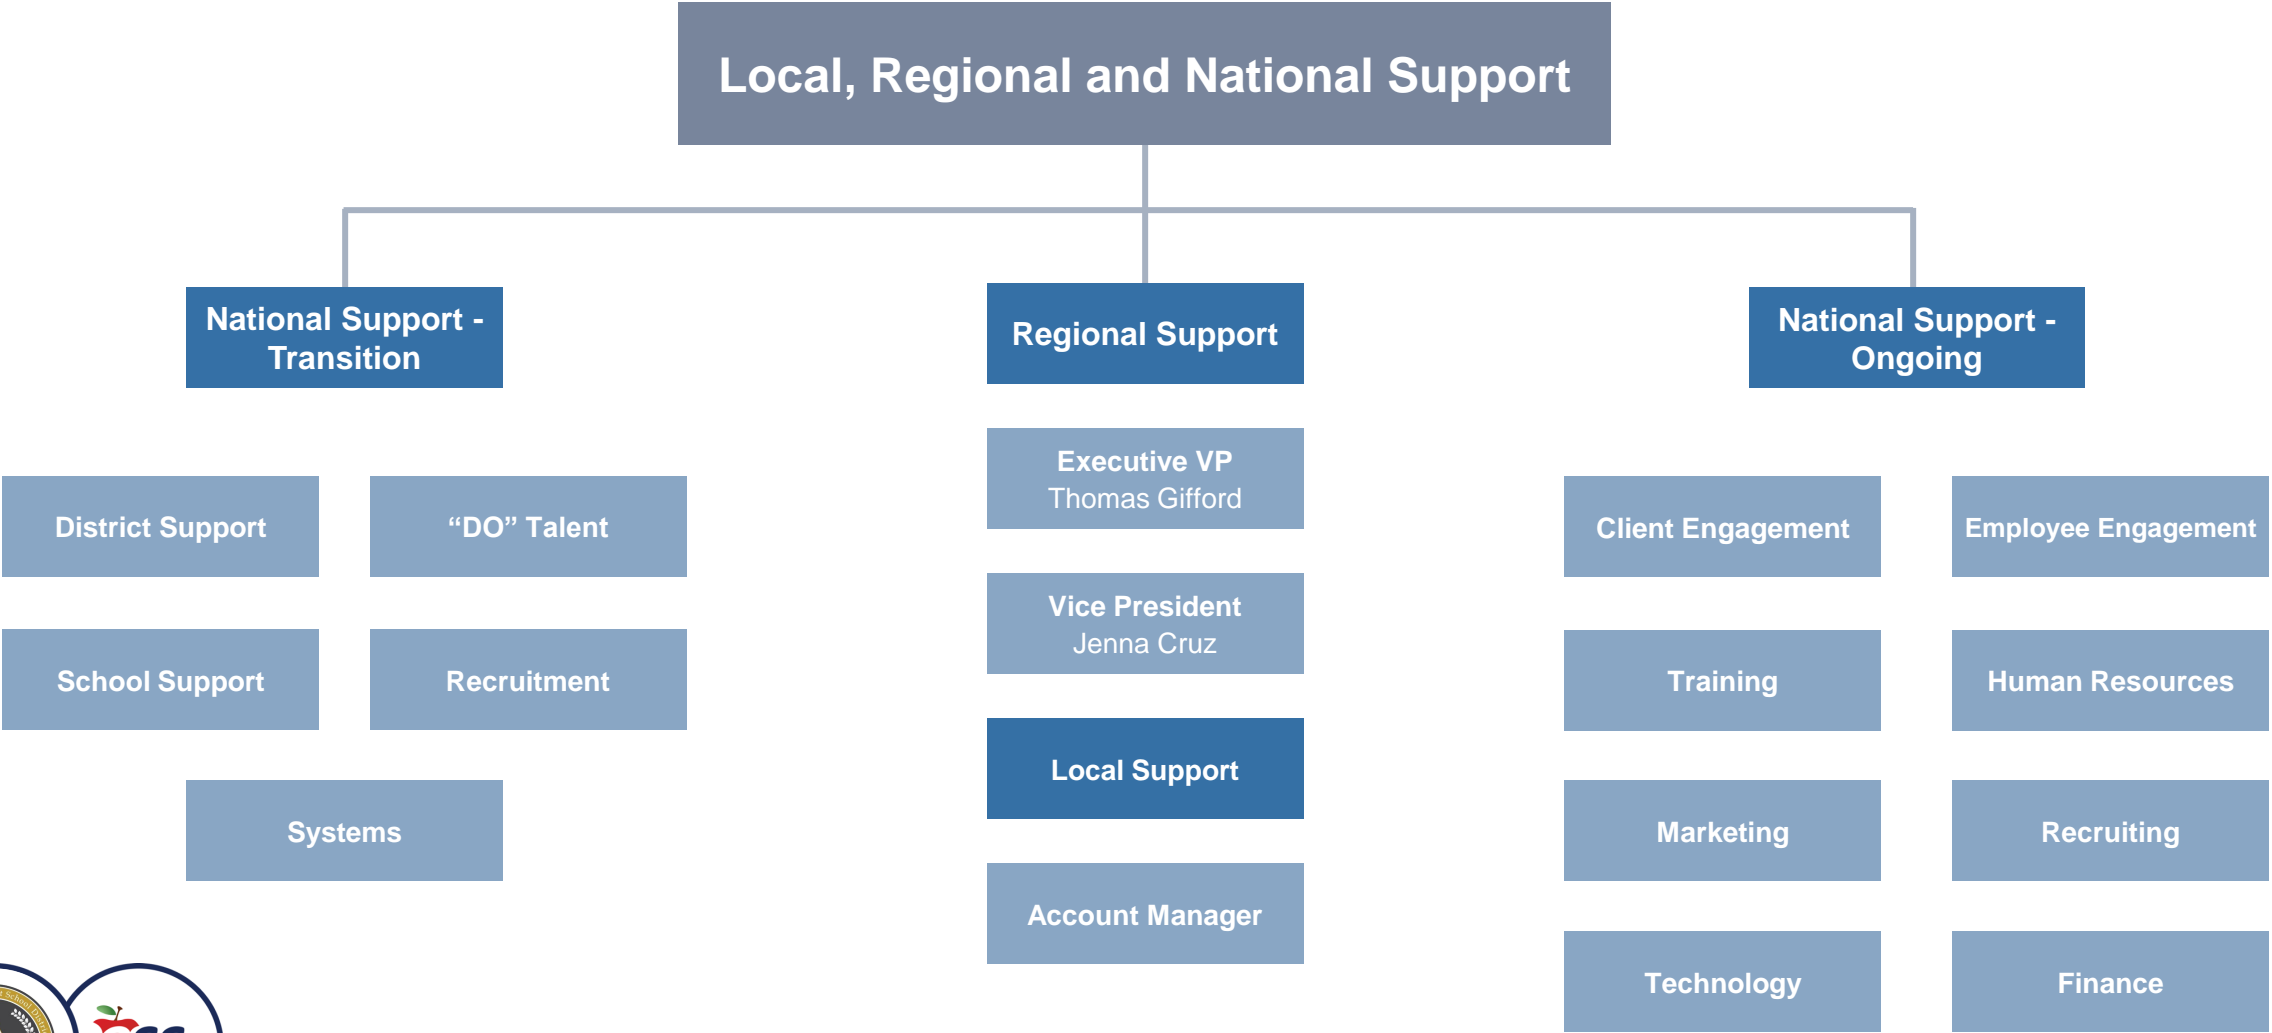 Local, Regional and National Support
National Support -
Transition
District Support
“DO” Talent
School Support
Recruitment
Systems
Regional Support
Executive VP
Thomas Gifford
Vice President
Jenna Cruz
Local Support
Account Manager
National Support -
Ongoing
Client Engagement
Employee Engagement
Training
Human Resources
Marketing
Recruiting
Technology
Finance
School District